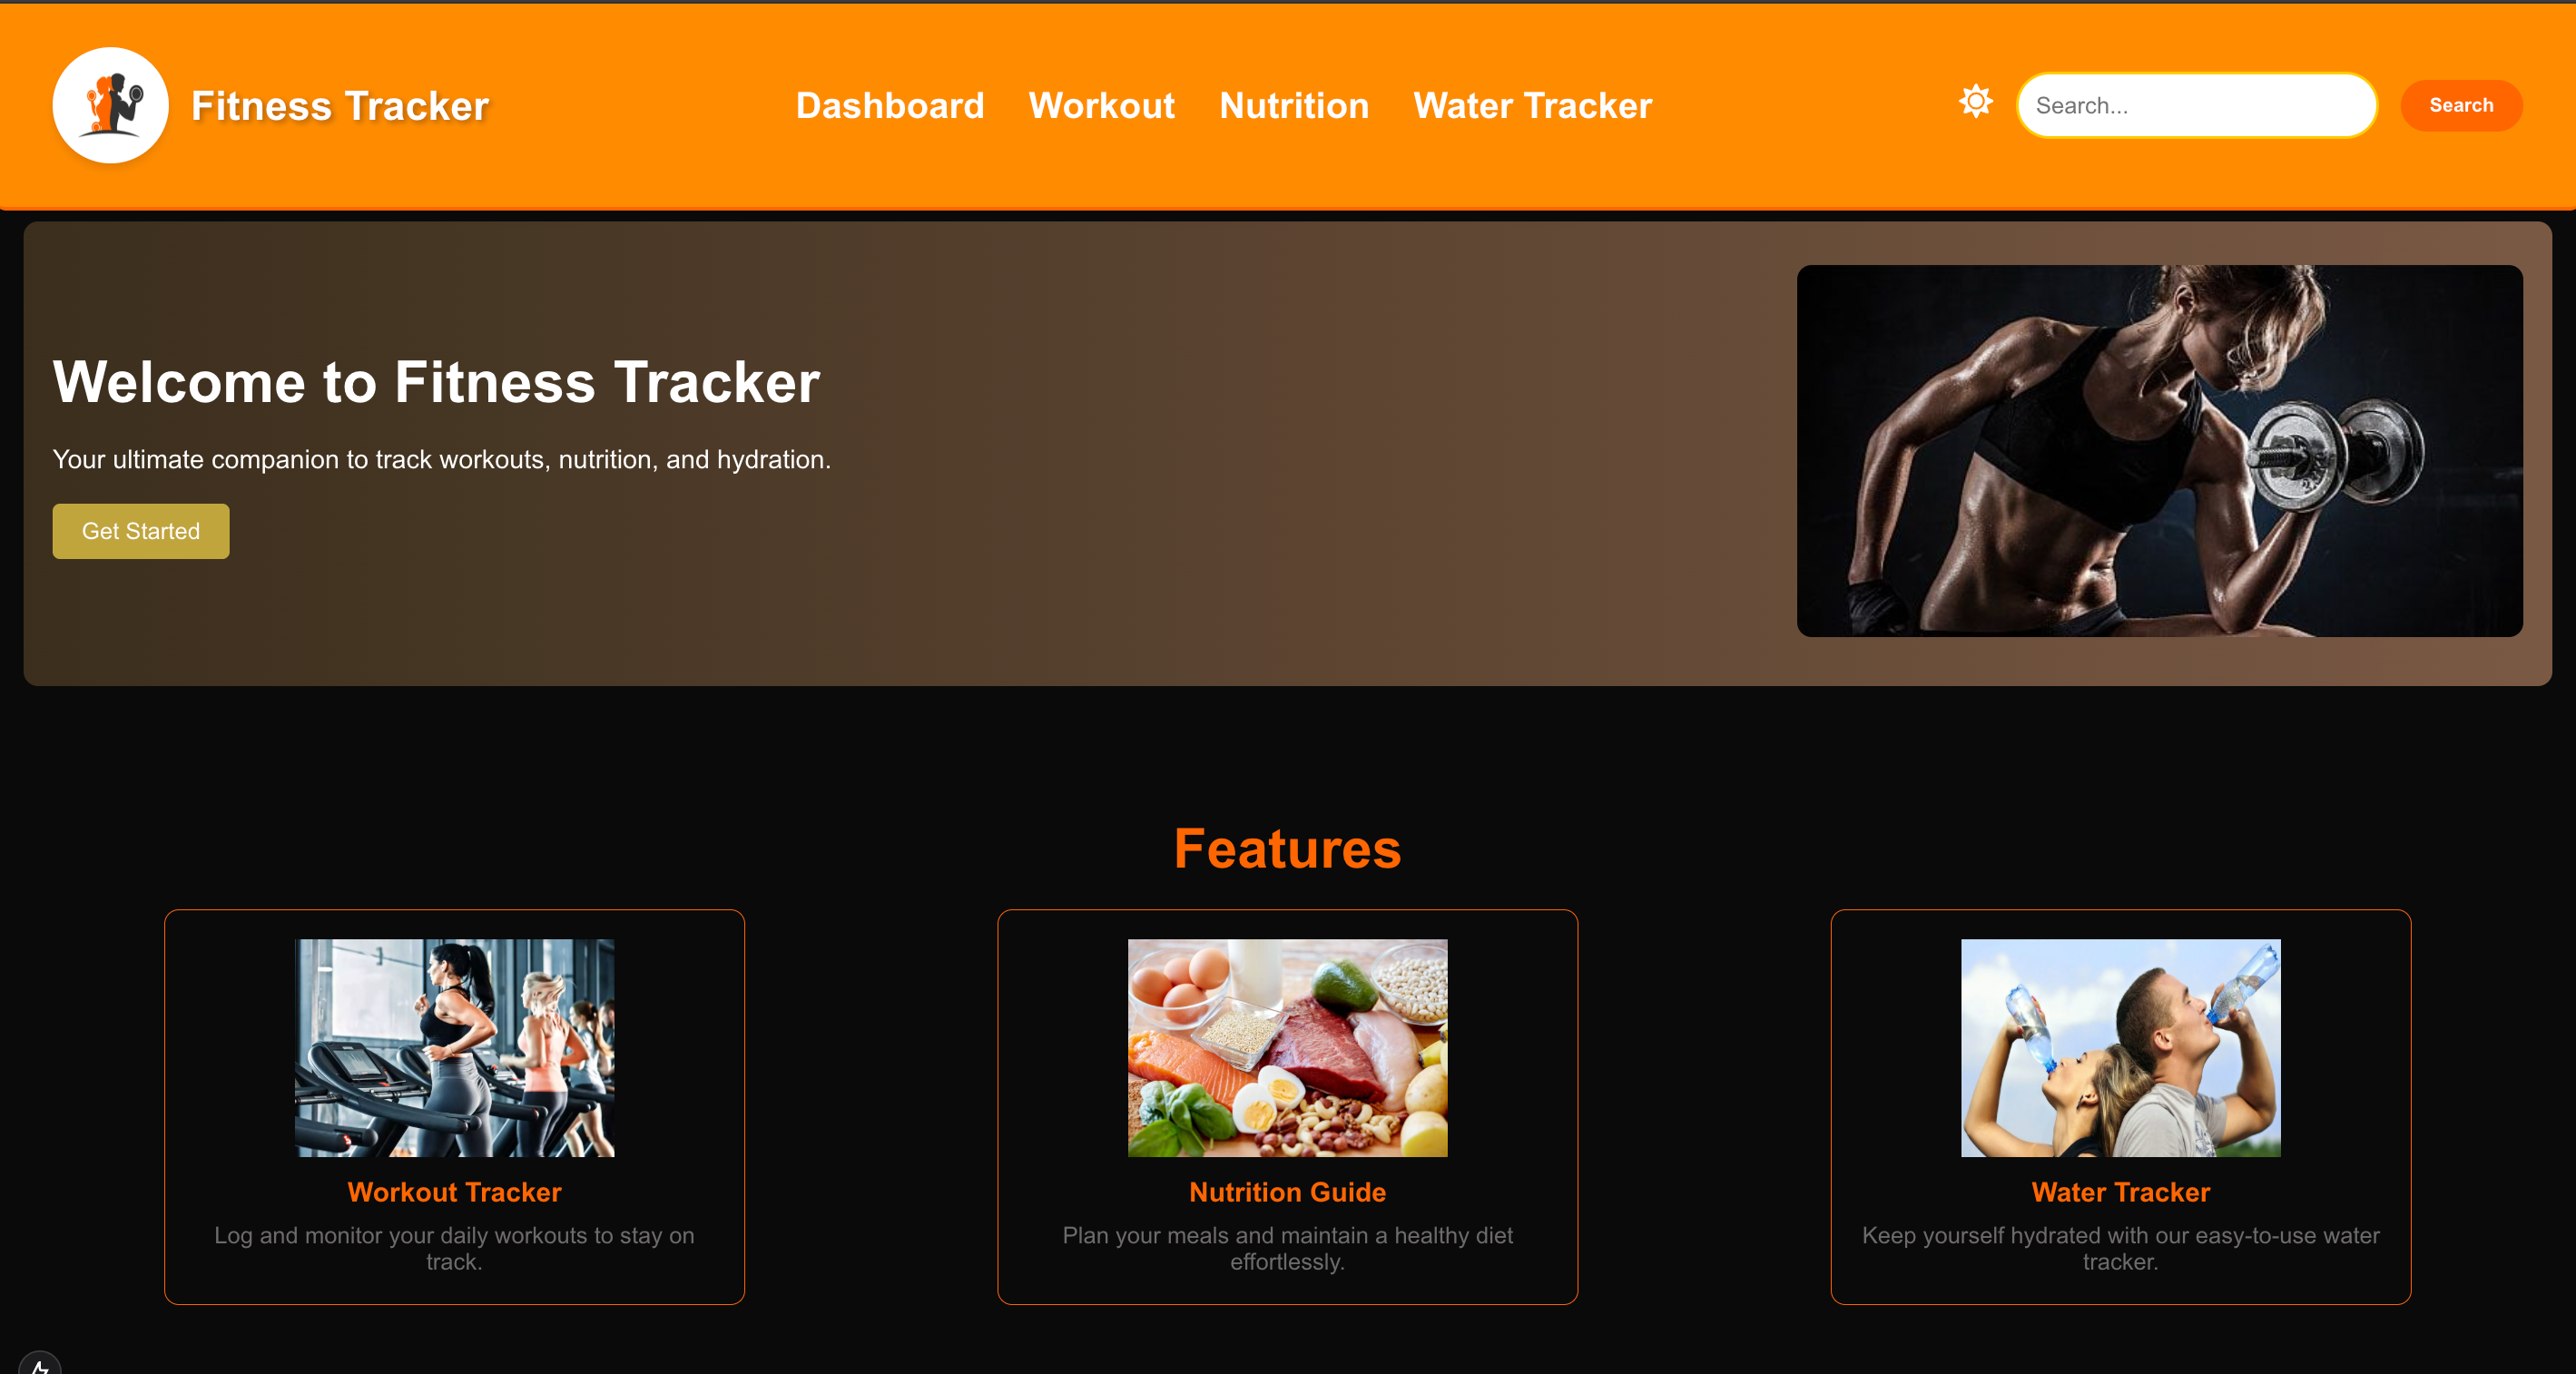 Fitness Tracker
Dashboard Workout Nutrition Water Tracker
Search...
Search
Welcome to Fitness Tracker
Your ultimate companion to track workouts, nutrition, and hydration.
Get Started
Features
Workout Tracker
Log and monitor your daily workouts to stay on
track.
Nutrition Guide
Plan your meals and maintain a healthy diet
effortlessly.
Water Tracker
Keep yourself hydrated with our easy-to-use water
tracker.